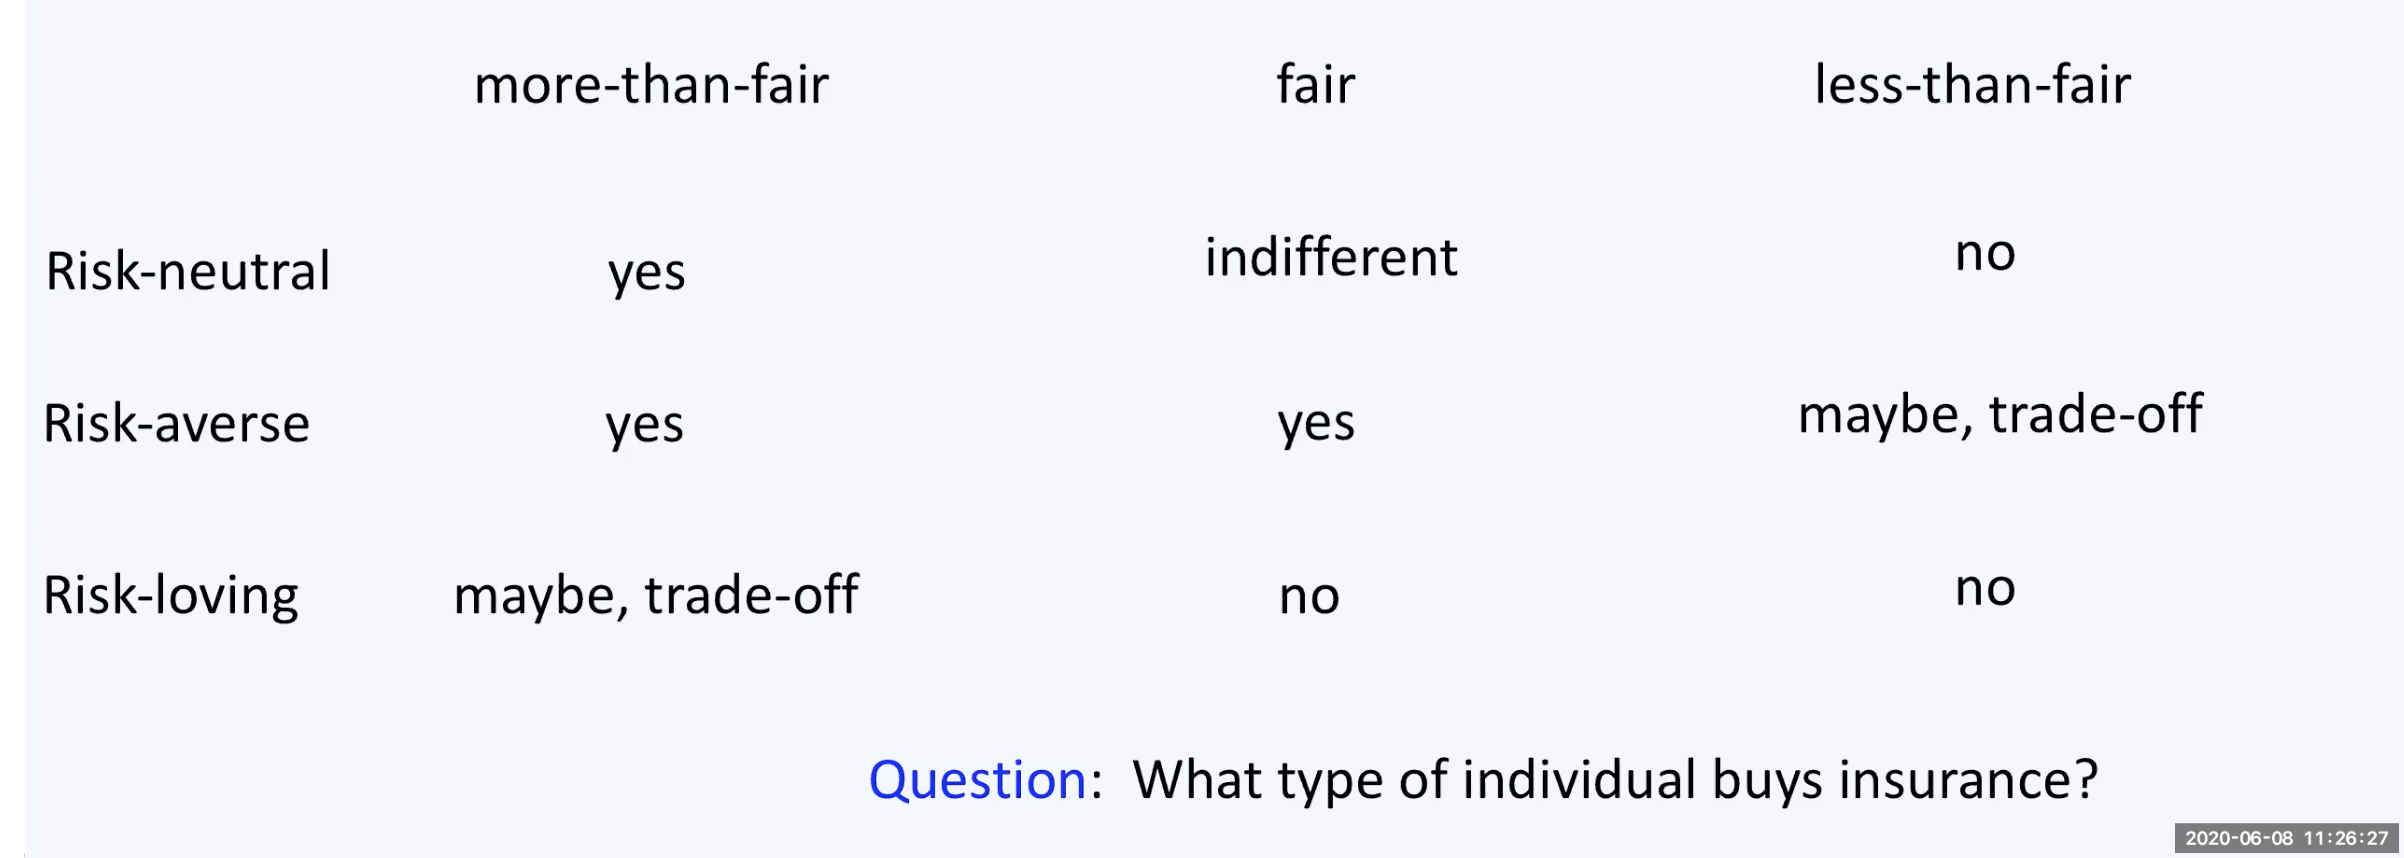 more-than-fair fair less-than-fair
Risk-neutral yes indifferent no
Risk-averse yes yes maybe, trade-off
Risk-loving maybe, trade-off no no
Question: What type of individual buys insurance?
2020-06-08 11:26:27